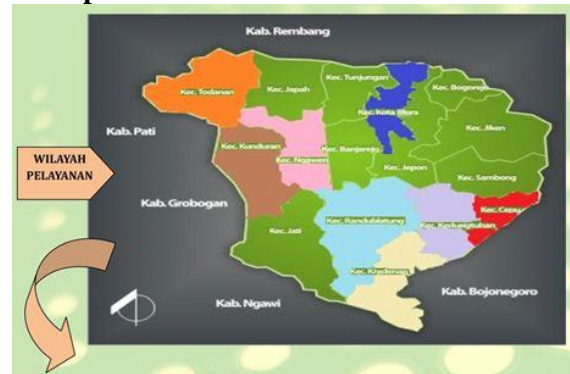 Kab. Rembang
Kec. Todanan
Kec. Japah
Kec. Tunjungan
Kec. Bogorejo
Kec. Kota Blora
Kab. Pati
Kec. Jiken
Kec. Kunduran
Kec. Banjarejo
Kec. Ngawen
WILAYAH
PELAYANAN
Kec. Jepon
Kec. Sambong
Kab. Grobogan
Kec. Cepu
Kec. Randublatung
Kec. Kedungtuban
Kec. Jati
Kec. Kradenan
Kab. Bojonegoro
Kab. Ngawi